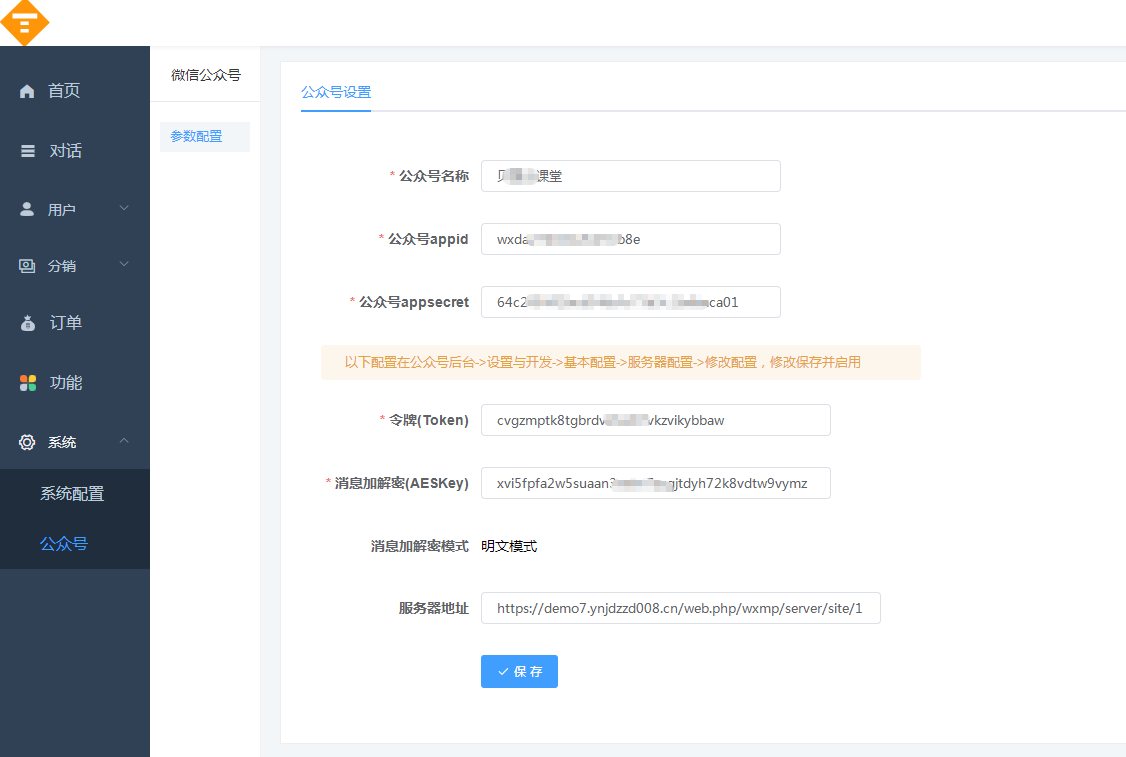 首页
对话
用户
分销
订单
功能
系统
系统配置
公众号
微信公众号
参数配置
公众号设置
* 公众号名称 贝 课堂
* 公众号appid wxda b8e
* 公众号appsecret 64c2 ca01
以下配置在公众号后台->设置与开发->基本配置->服务器配置->修改配置，修改保存并启用
* 令牌(Token) cvgzmptk8tgbrdv vkzvikybbaw
* 消息加解密(AESKey) xvi5fpfa2w5suaan gjtdyh72k8vdtw9vymz
消息加解密模式 明文模式
服务器地址 https://demo7.ynjdzzd008.cn/web.php/wxmp/server/site/1
保存